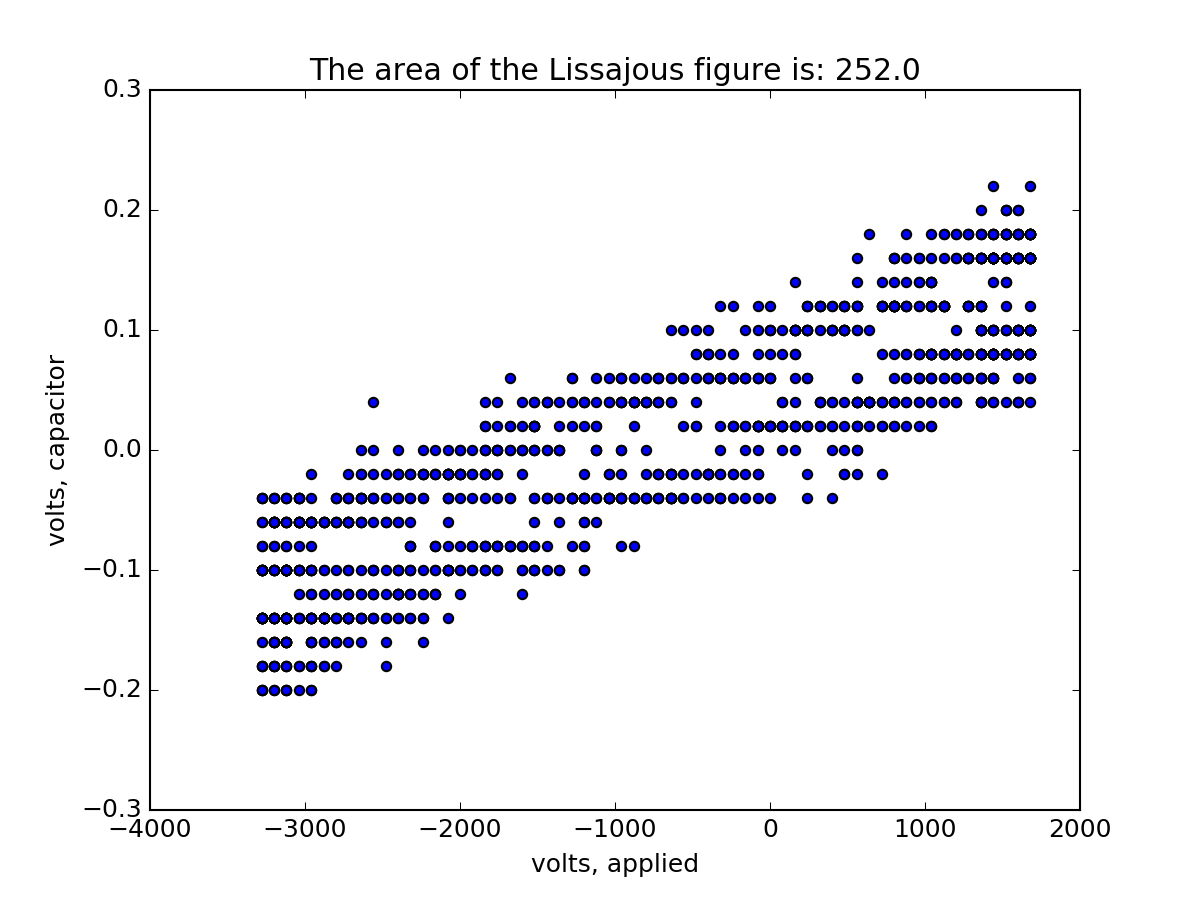 The area of the Lissajous figure is: 252.0
0.3
0.2
0.1
0.0
−0.1
−0.2
−0.3
−4000 −3000 −2000 −1000 0 1000 2000
volts, applied
volts, capacitor